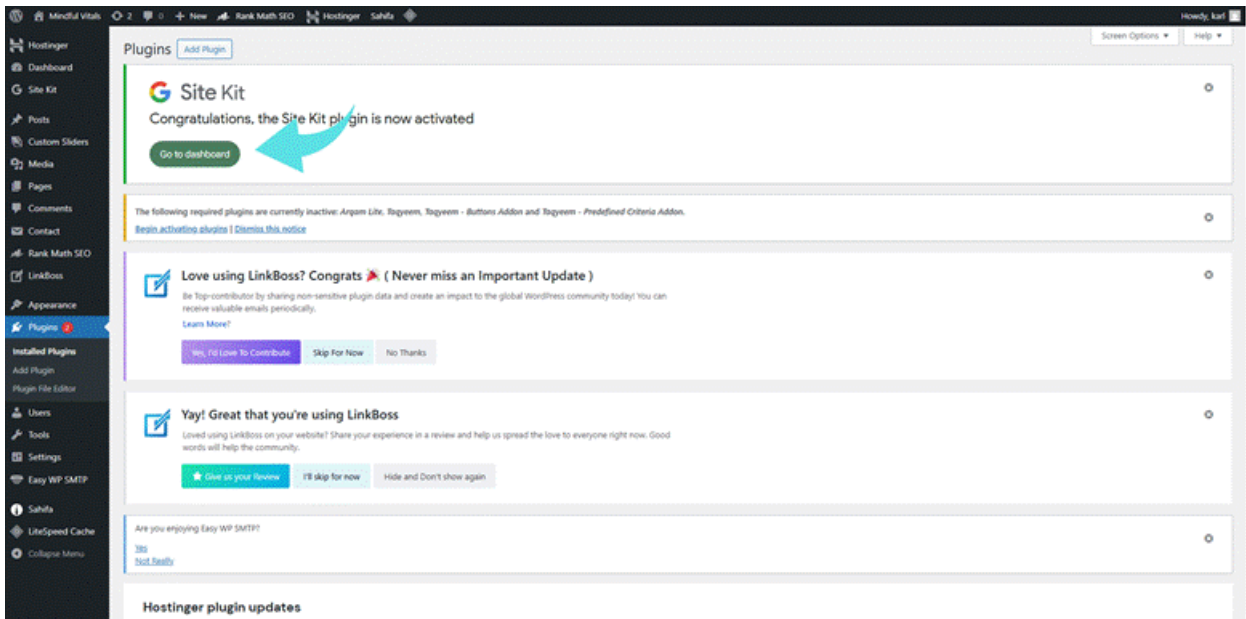 Mindful Vitals 2 0 New Rank Math SEO Hostinger Sahifa Howdy, karl
Screen Options Help
Hostinger
Dashboard
Site Kit
Posts
Custom Sliders
Media
Pages
Comments
Contact
Rank Math SEO
LinkBoss
Appearance
Plugins 2
Installed Plugins
Add Plugin
Plugin File Editor
Users
Tools
Settings
Easy WP SMTP
Sahifa
LiteSpeed Cache
Collapse Menu
Plugins Add Plugin
Site Kit
Congratulations, the Site Kit plugin is now activated
Go to dashboard
The following required plugins are currently inactive: Arqam Lite, Taqyeem, Taqyeem - Buttons Addon and Taqyeem - Predefined Criteria Addon.
Begin activating plugins | Dismiss this notice
Love using LinkBoss? Congrats 🎉 ( Never miss an Important Update )
Be Top-contributor by sharing non-sensitive plugin data and create an impact to the global WordPress community today! You can
receive valuable emails periodically.
Learn More?
Yes, I'd Love To Contribute Skip For Now No Thanks
Yay! Great that you're using LinkBoss
Loved using LinkBoss on your website? Share your experience in a review and help us spread the love to everyone right now. Good
words will help the community.
Give us your Review I'll skip for now Hide and Don't show again
Are you enjoying Easy WP SMTP?
Yes
Not Really
Hostinger plugin updates